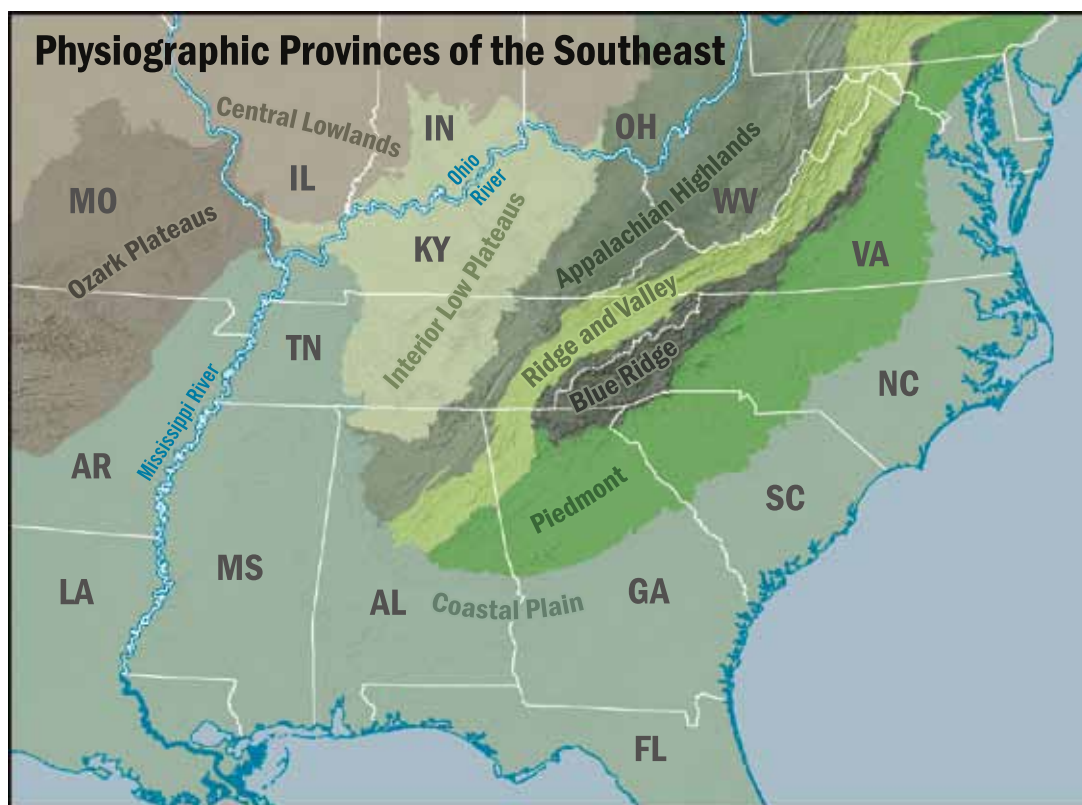 Physiographic Provinces of the Southeast
Central Lowlands
IN
OH
Ohio
River
IL
MO
WV
Appalachian Highlands
Ozark Plateaus
KY
VA
Interior Low Plateaus
Ridge and Valley
TN
Blue Ridge
NC
Mississippi River
AR
SC
Piedmont
MS
LA
AL
Coastal Plain
GA
FL